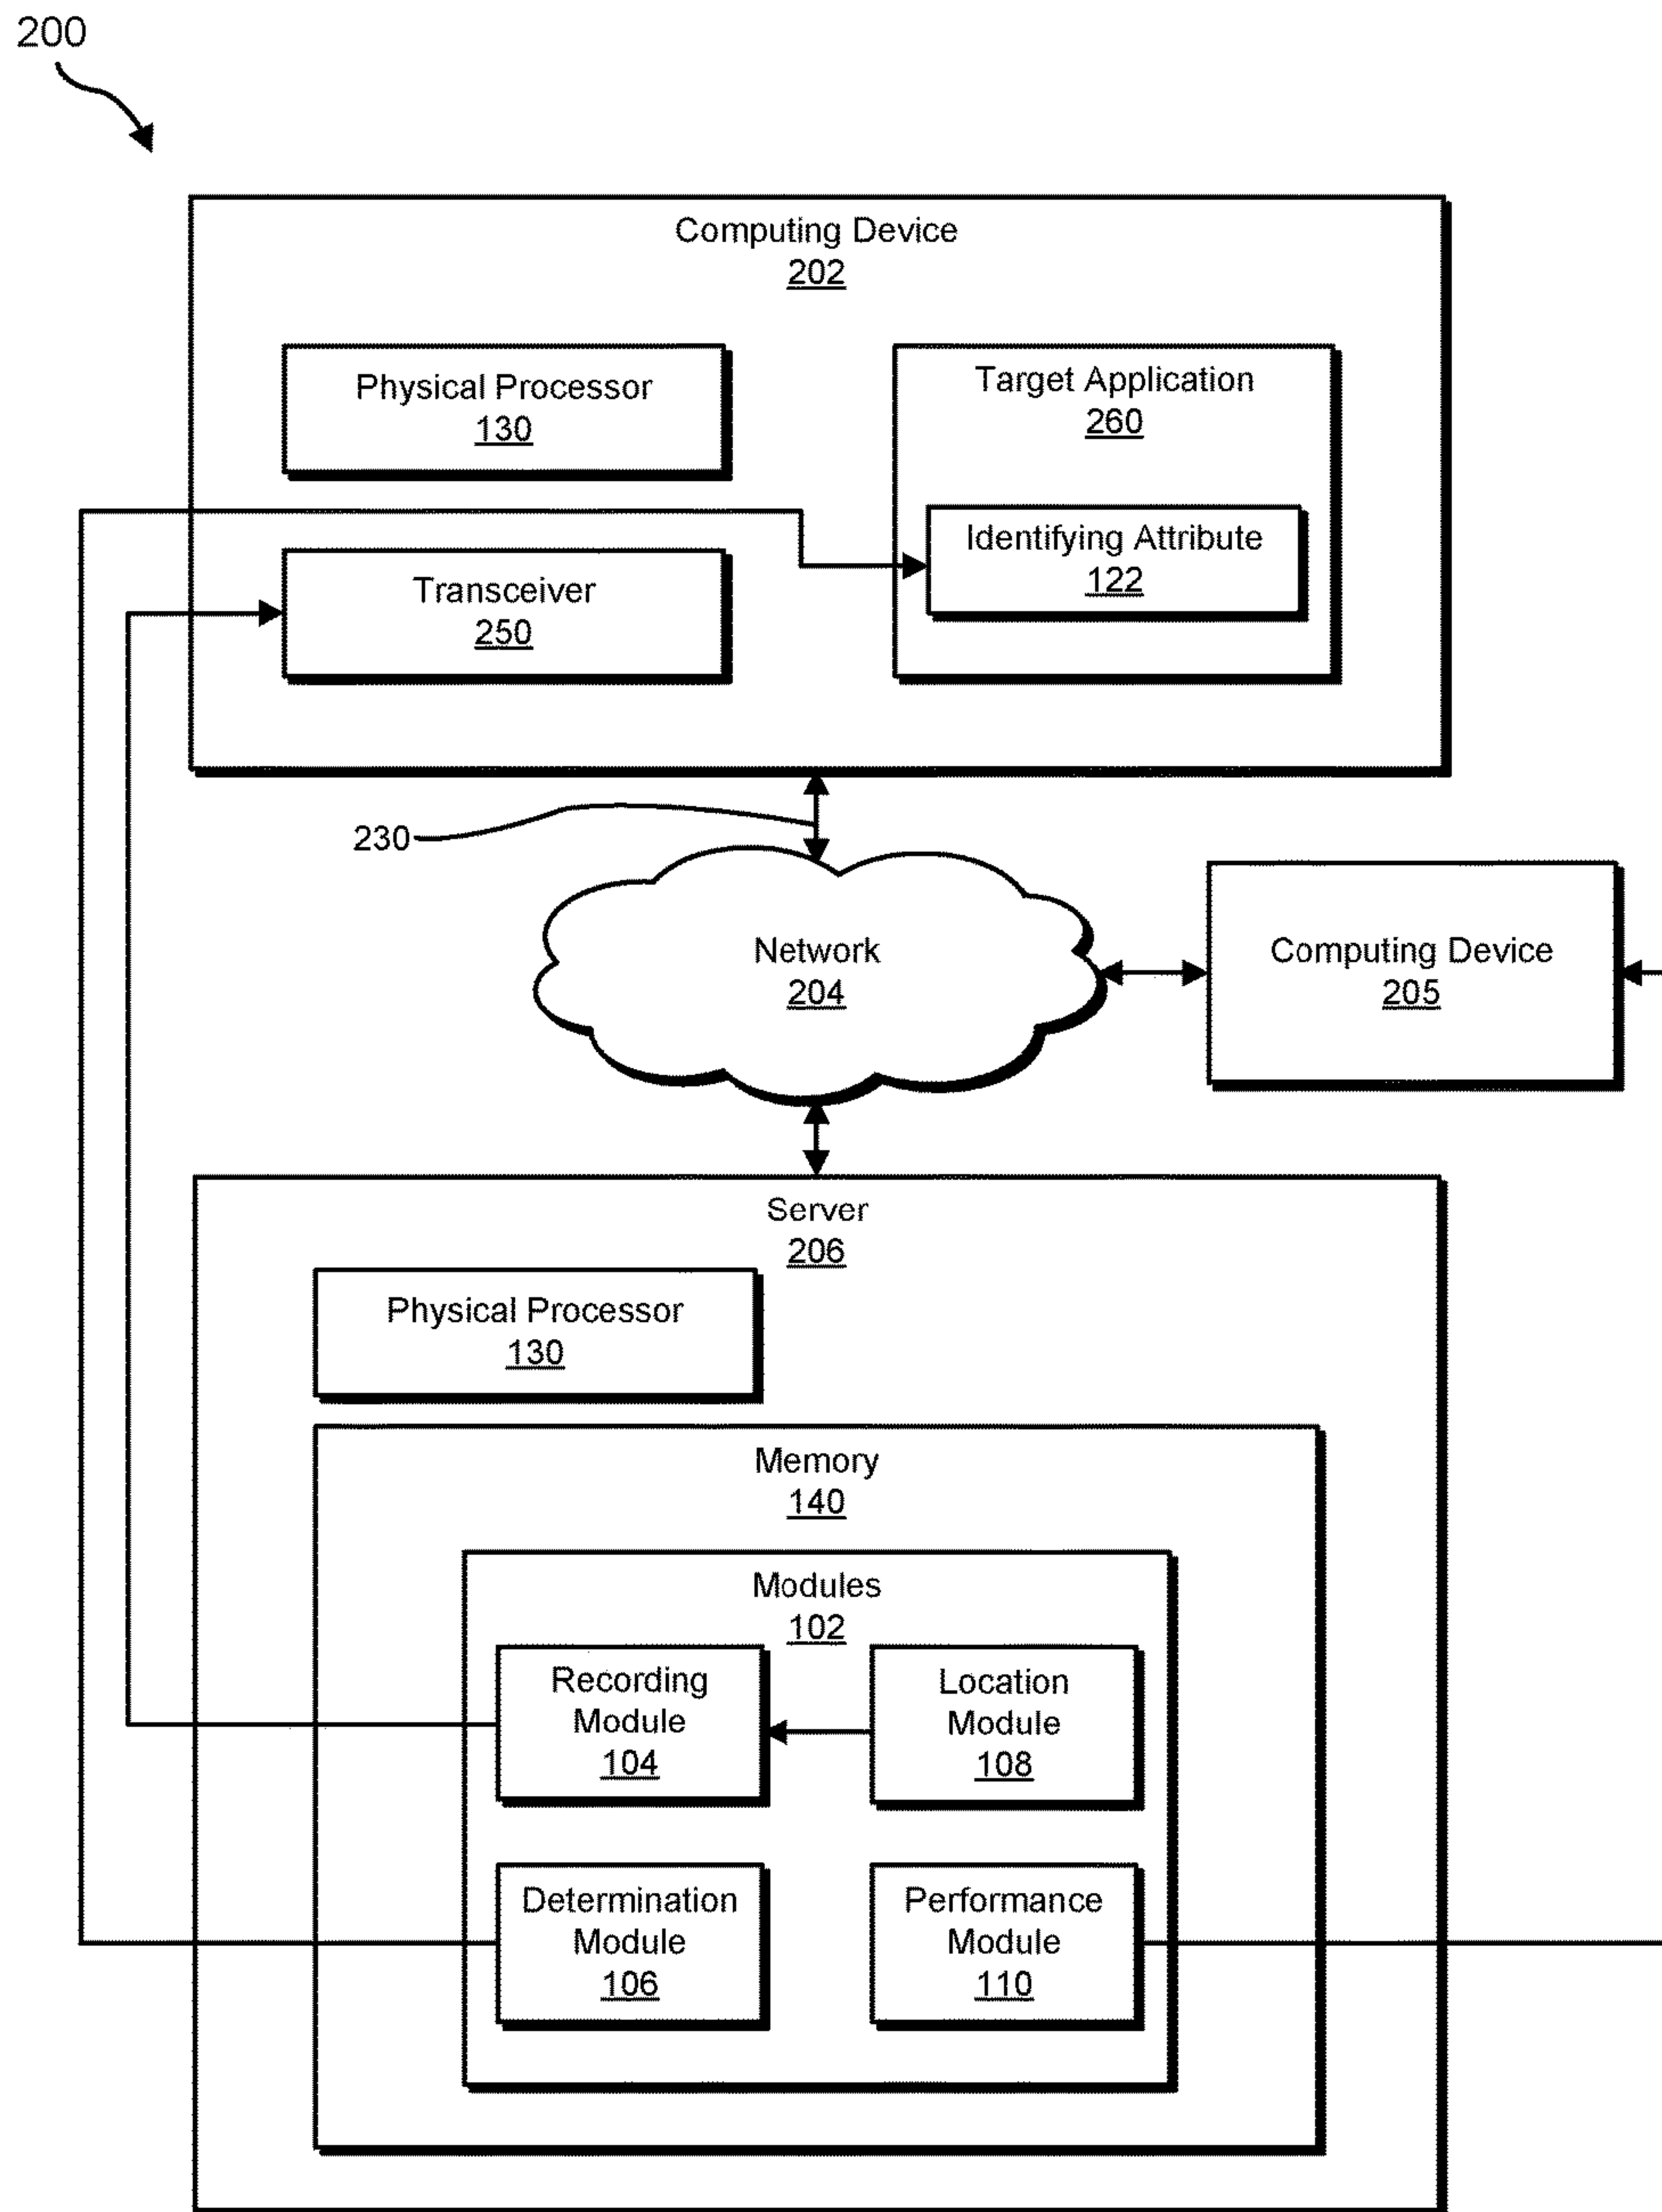 200
Computing Device
202
Physical Processor
130
Target Application
260
Identifying Attribute
122
Transceiver
250
230
Network
204
Computing Device
205
Server
206
Physical Processor
130
Memory
140
Modules
102
Recording
Module
104
Location
Module
108
Determination
Module
106
Performance
Module
110